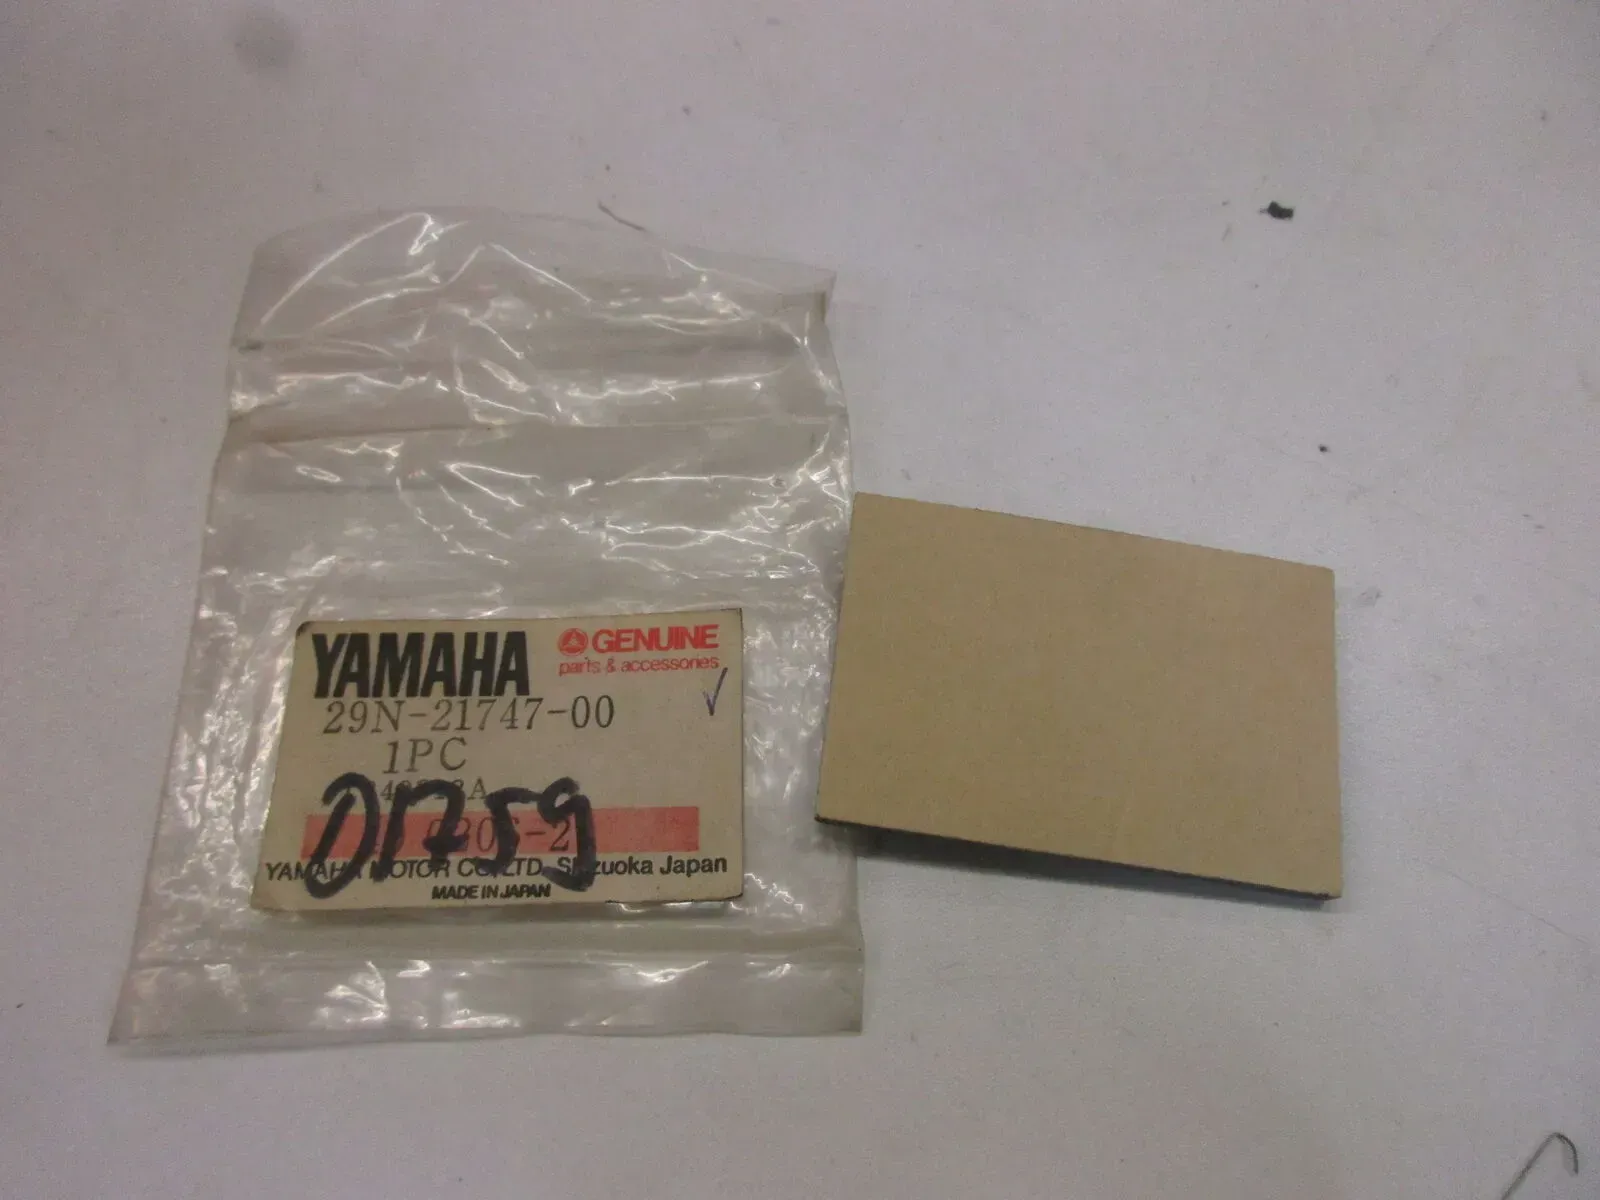 YAMAHA
GENUINE
parts & accessories
29N-21747-00
1PC
01759
YAMAHA MOTOR CO., LTD. Shizuoka Japan
MADE IN JAPAN